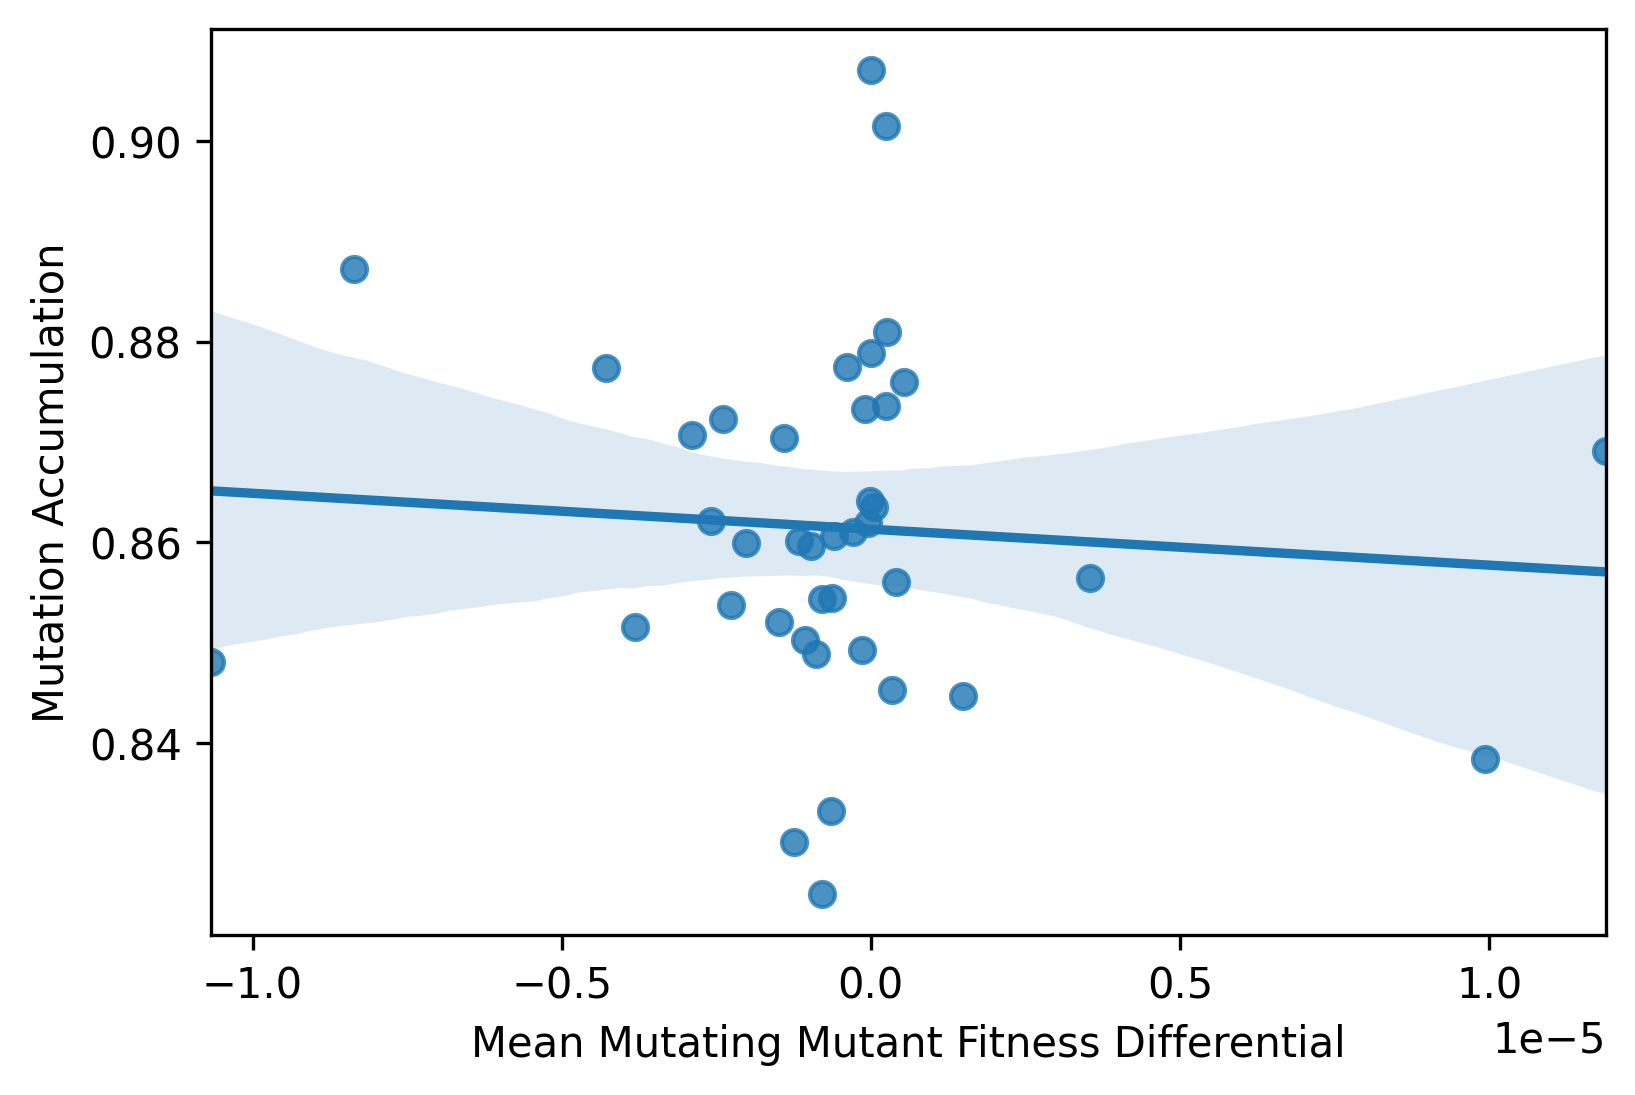 0.90
0.88
0.86
0.84
Mutation Accumulation
−1.0 −0.5 0.0 0.5 1.0
1e−5
Mean Mutating Mutant Fitness Differential